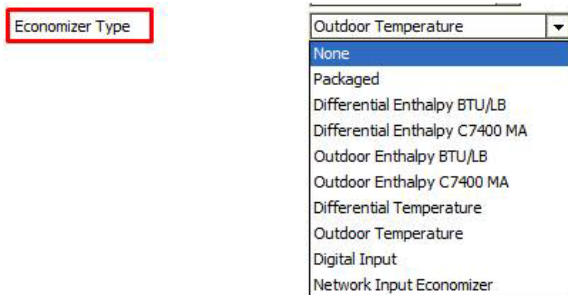 Economizer Type
Outdoor Temperature
None
Packaged
Differential Enthalpy BTU/LB
Differential Enthalpy C7400 MA
Outdoor Enthalpy BTU/LB
Outdoor Enthalpy C7400 MA
Differential Temperature
Outdoor Temperature
Digital Input
Network Input Economizer